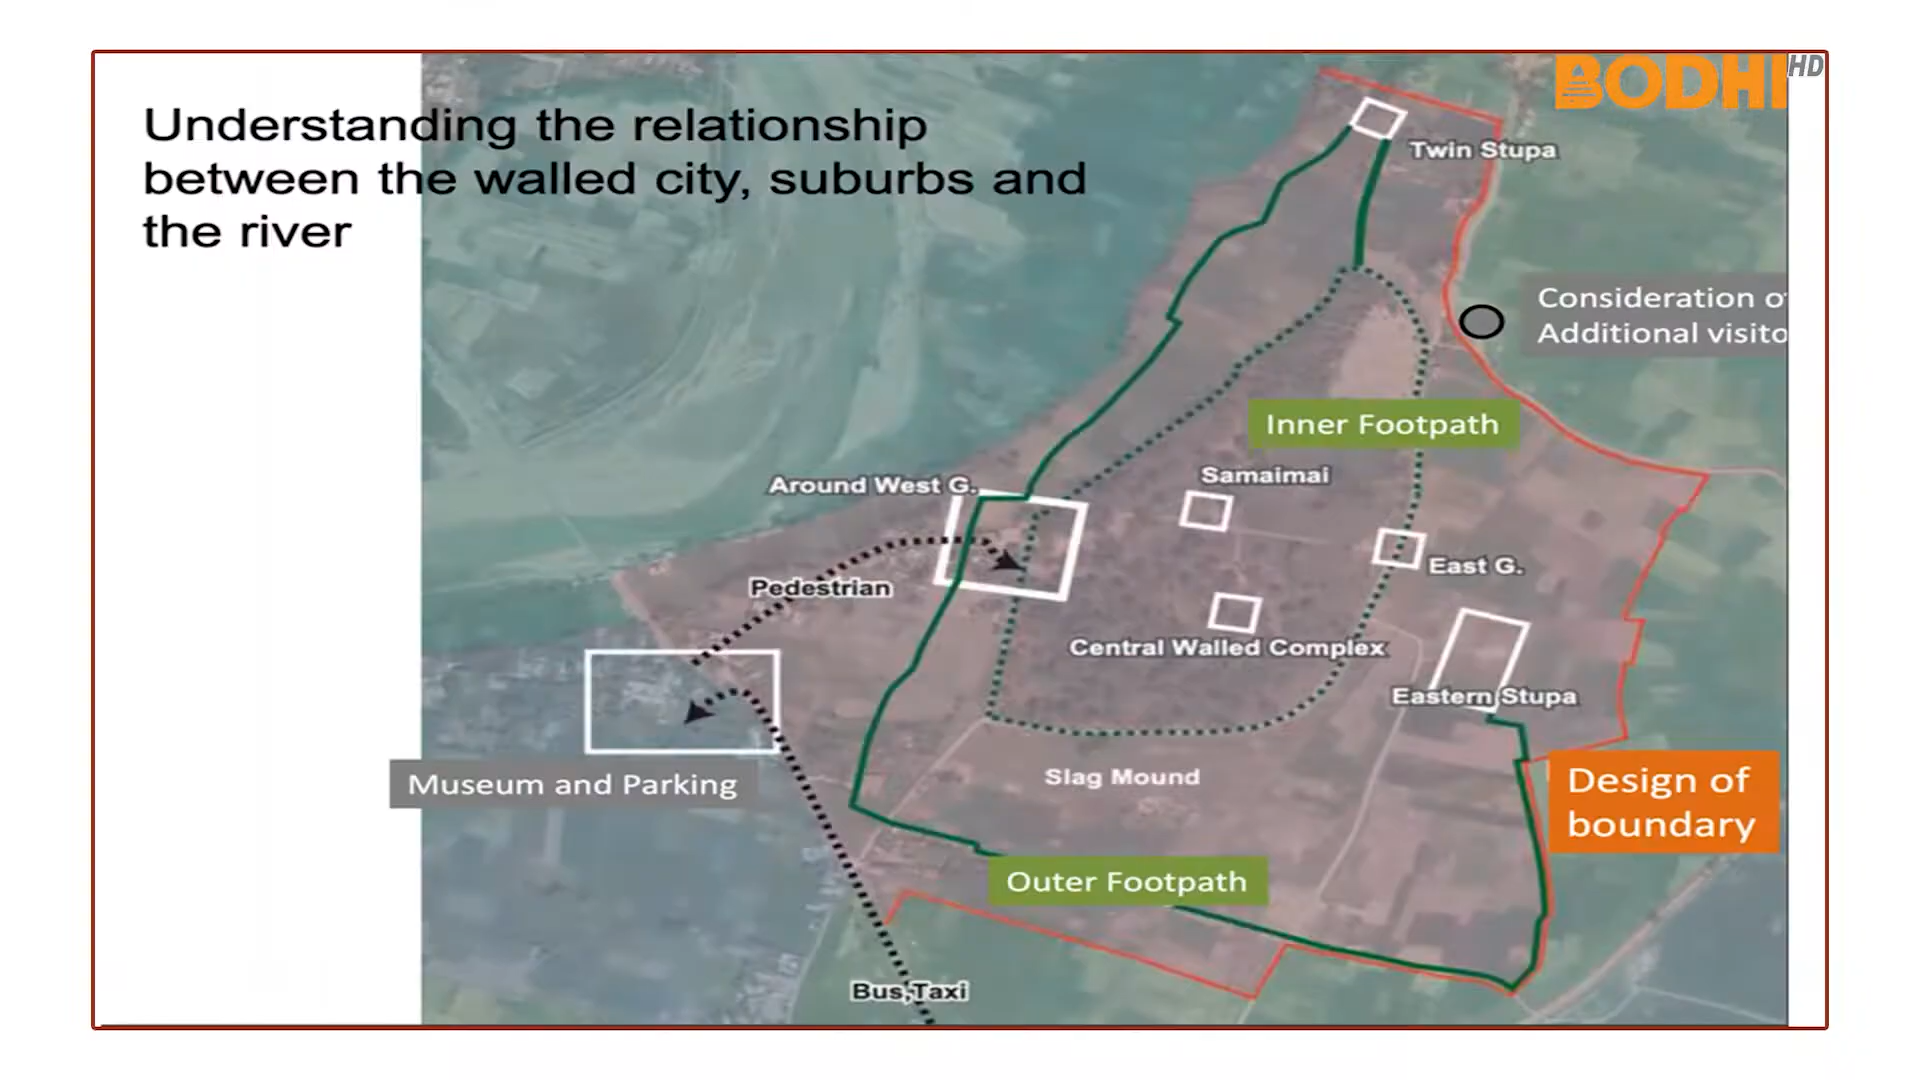 Understanding the relationship
between the walled city, suburbs and
the river
BODHI HD
Twin Stupa
Consideration
Additional
Inner Footpath
Samaimai
Around West G.
East G.
Pedestrian
Central Walled Complex
Eastern Stupa
Museum and Parking
Slag Mound
Design of
boundary
Outer Footpath
Bus,Taxi